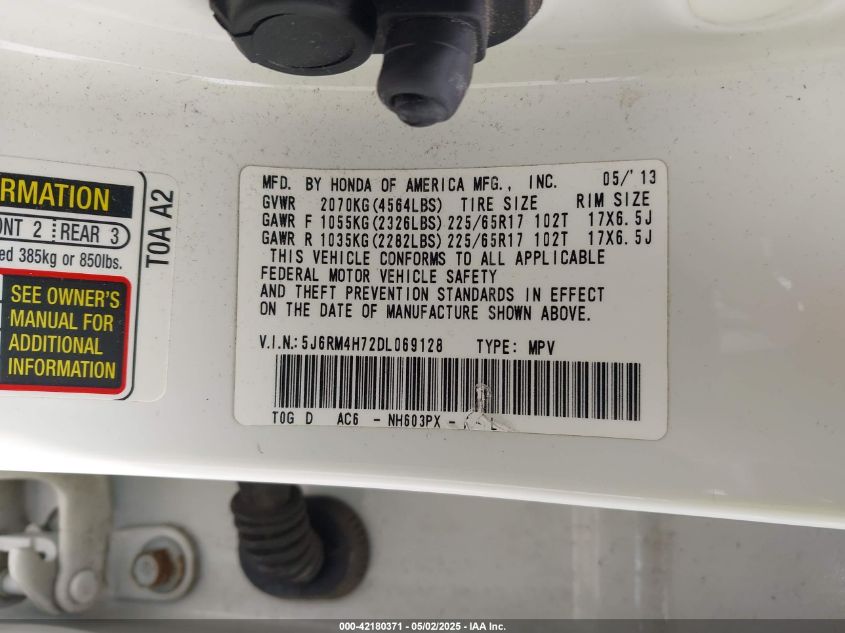 RMATION
NT 2 REAR 3
ed 385kg or 850lbs.
SEE OWNER'S
MANUAL FOR
ADDITIONAL
INFORMATION
T0A A2
MFD. BY HONDA OF AMERICA MFG., INC. 05/'13
GVWR 2070KG(4564LBS) TIRE SIZE RIM SIZE
GAWR F 1055KG(2326LBS) 225/65R17 102T 17X6.5J
GAWR R 1035KG(2282LBS) 225/65R17 102T 17X6.5J
THIS VEHICLE CONFORMS TO ALL APPLICABLE
FEDERAL MOTOR VEHICLE SAFETY
AND THEFT PREVENTION STANDARDS IN EFFECT
ON THE DATE OF MANUFACTURE SHOWN ABOVE.
V.I.N.: 5J6RM4H72DL069128 TYPE: MPV
T0G D AC6 - NH603PX -
000-42180371 - 05/02/2025 - IAA Inc.